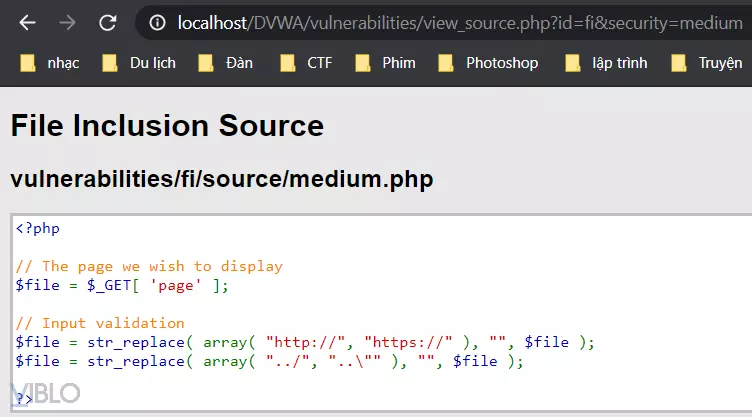 localhost/DVWA/vulnerabilities/view_source.php?id=fi&security=medium
nhạc Du lịch Đàn CTF Phim Photoshop lập trình Truyện
File Inclusion Source
vulnerabilities/fi/source/medium.php
<?php
// The page we wish to display
$file = $_GET[ 'page' ];
// Input validation
$file = str_replace( array( "http://", "https://" ), "", $file );
$file = str_replace( array( "../", "..\"" ), "", $file );
?>
VIBLO